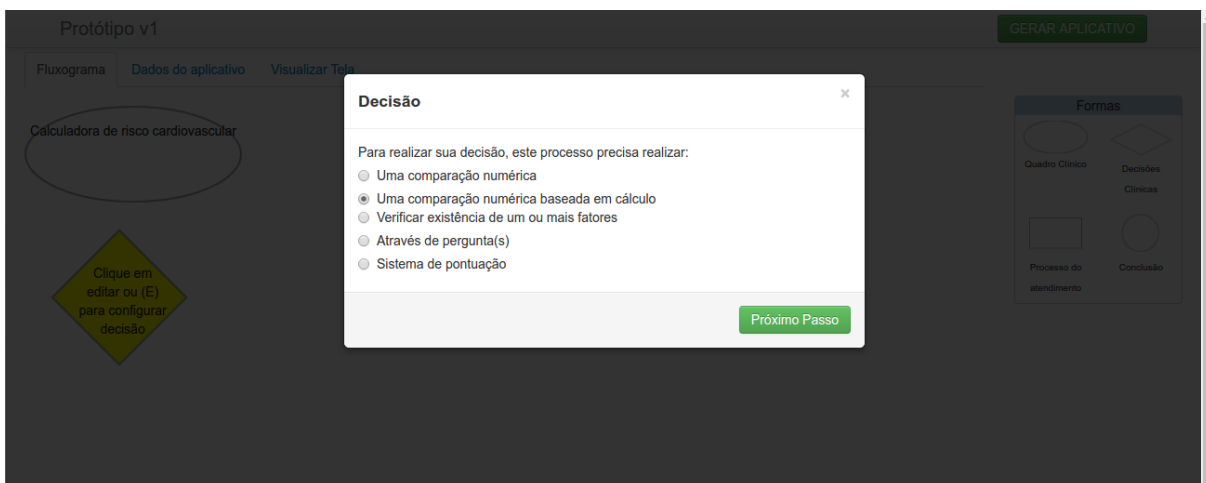 Protótipo v1
GERAR APLICATIVO
Fluxograma
Dados do aplicativo
Visualizar Tela
Calculadora de risco cardiovascular
Clique em
editar ou (E)
para configurar
decisão
Decisão
×
Para realizar sua decisão, este processo precisa realizar:
Uma comparação numérica
Uma comparação numérica baseada em cálculo
Verificar existência de um ou mais fatores
Através de pergunta(s)
Sistema de pontuação
Próximo Passo
Formas
Quadro Clínico
Decisões
Clínicas
Processo do
atendimento
Conclusão